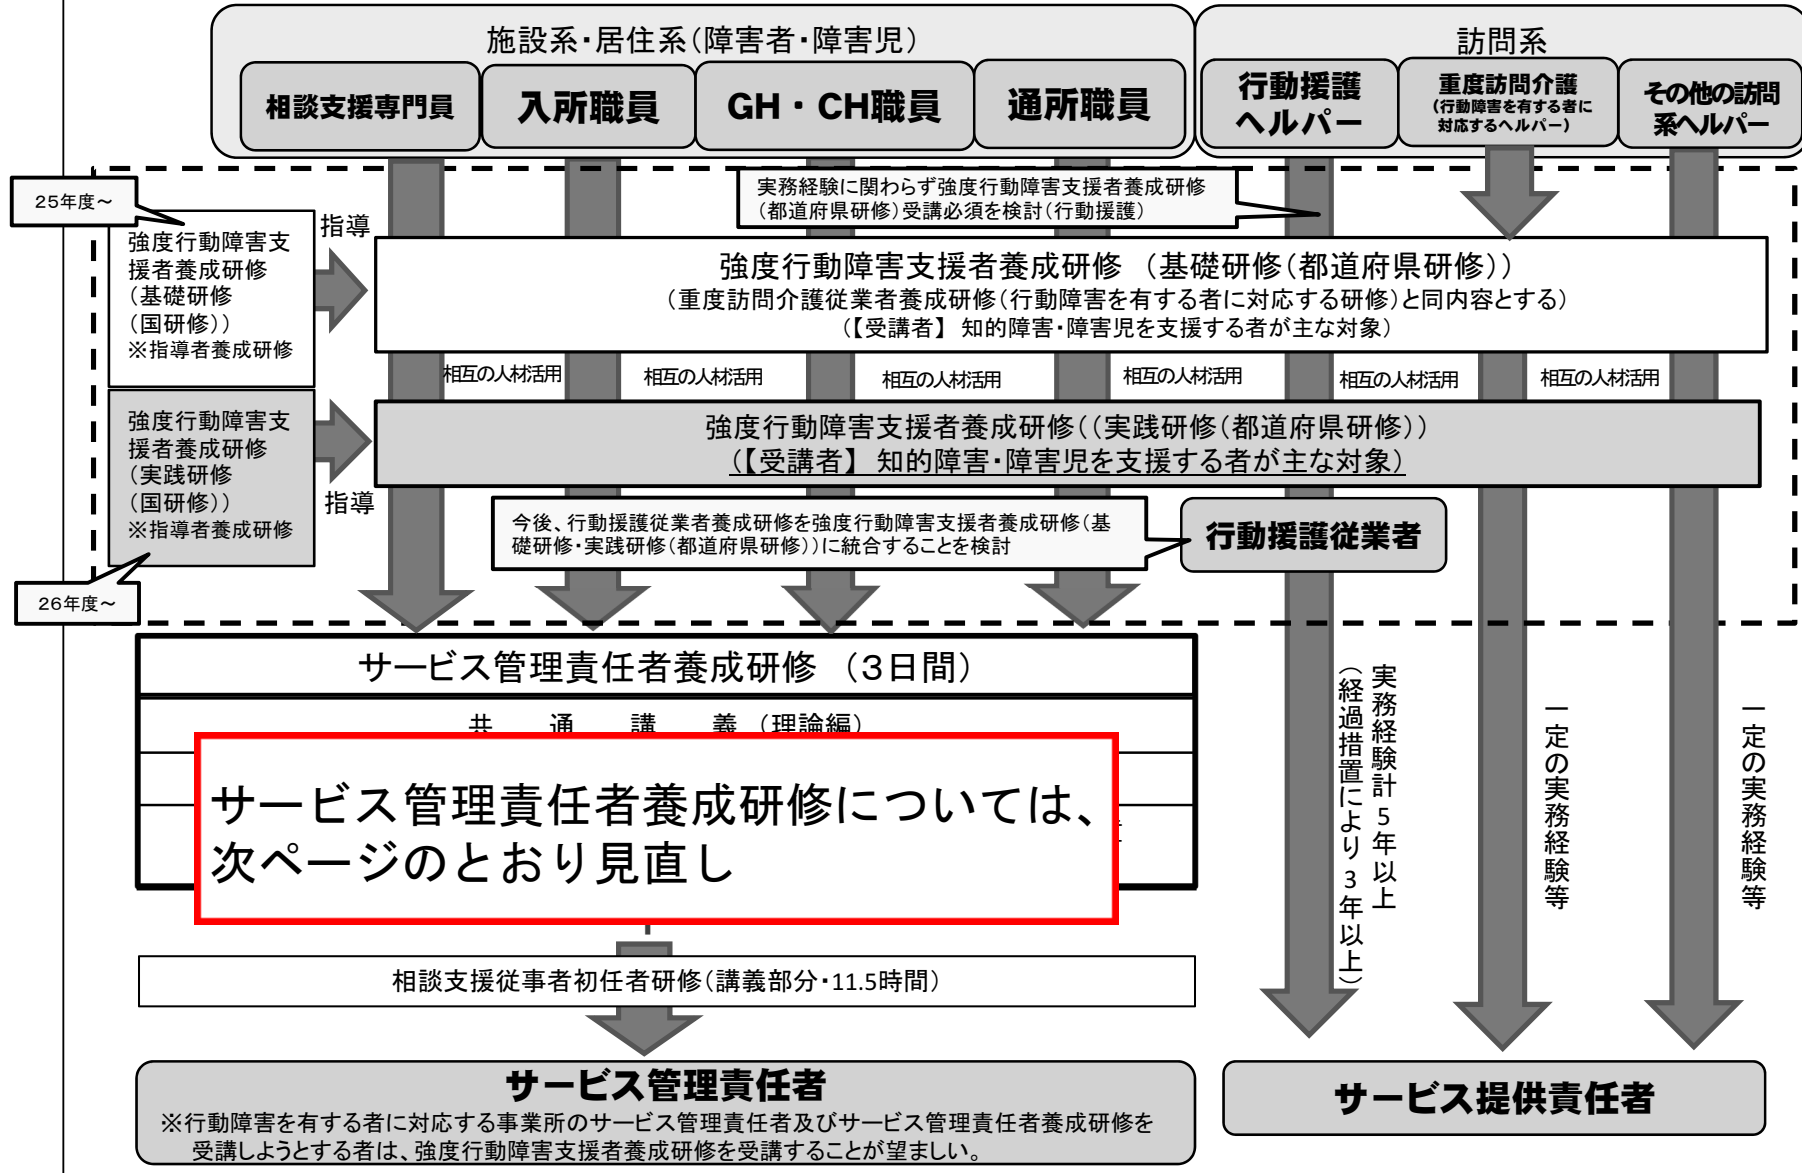 施設系・居住系（障害者・障害児）
訪問系
相談支援専門員
入所職員
GH・CH職員
通所職員
行動援護
ヘルパー
重度訪問介護
（行動障害を有する者に
対応するヘルパー）
その他の訪問
系ヘルパー
25年度～
実務経験に関わらず強度行動障害支援者養成研修
（都道府県研修）受講必須を検討（行動援護）
強度行動障害支
援者養成研修
（基礎研修
（国研修））
※指導者養成研修
指導
強度行動障害支援者養成研修　（基礎研修（都道府県研修））
（重度訪問介護従業者養成研修（行動障害を有する者に対応する研修）と同内容とする）
（【受講者】 知的障害・障害児を支援する者が主な対象）
相互の人材活用
相互の人材活用
相互の人材活用
相互の人材活用
相互の人材活用
相互の人材活用
強度行動障害支
援者養成研修
（実践研修
（国研修））
※指導者養成研修
指導
強度行動障害支援者養成研修（（実践研修（都道府県研修））
（【受講者】 知的障害・障害児を支援する者が主な対象）
今後、行動援護従業者養成研修を強度行動障害支援者養成研修（基
礎研修・実践研修（都道府県研修））に統合することを検討
行動援護従業者
26年度～
サービス管理責任者養成研修　（3日間）
共　通　講　義　（理論編）
サービス管理責任者養成研修については、
次ページのとおり見直し
実務経験計5年以上
（経過措置により3年以上）
一定の実務経験等
一定の実務経験等
相談支援従事者初任者研修（講義部分・11.5時間）
サービス管理責任者
※行動障害を有する者に対応する事業所のサービス管理責任者及びサービス管理責任者養成研修を
受講しようとする者は、強度行動障害支援者養成研修を受講することが望ましい。
サービス提供責任者